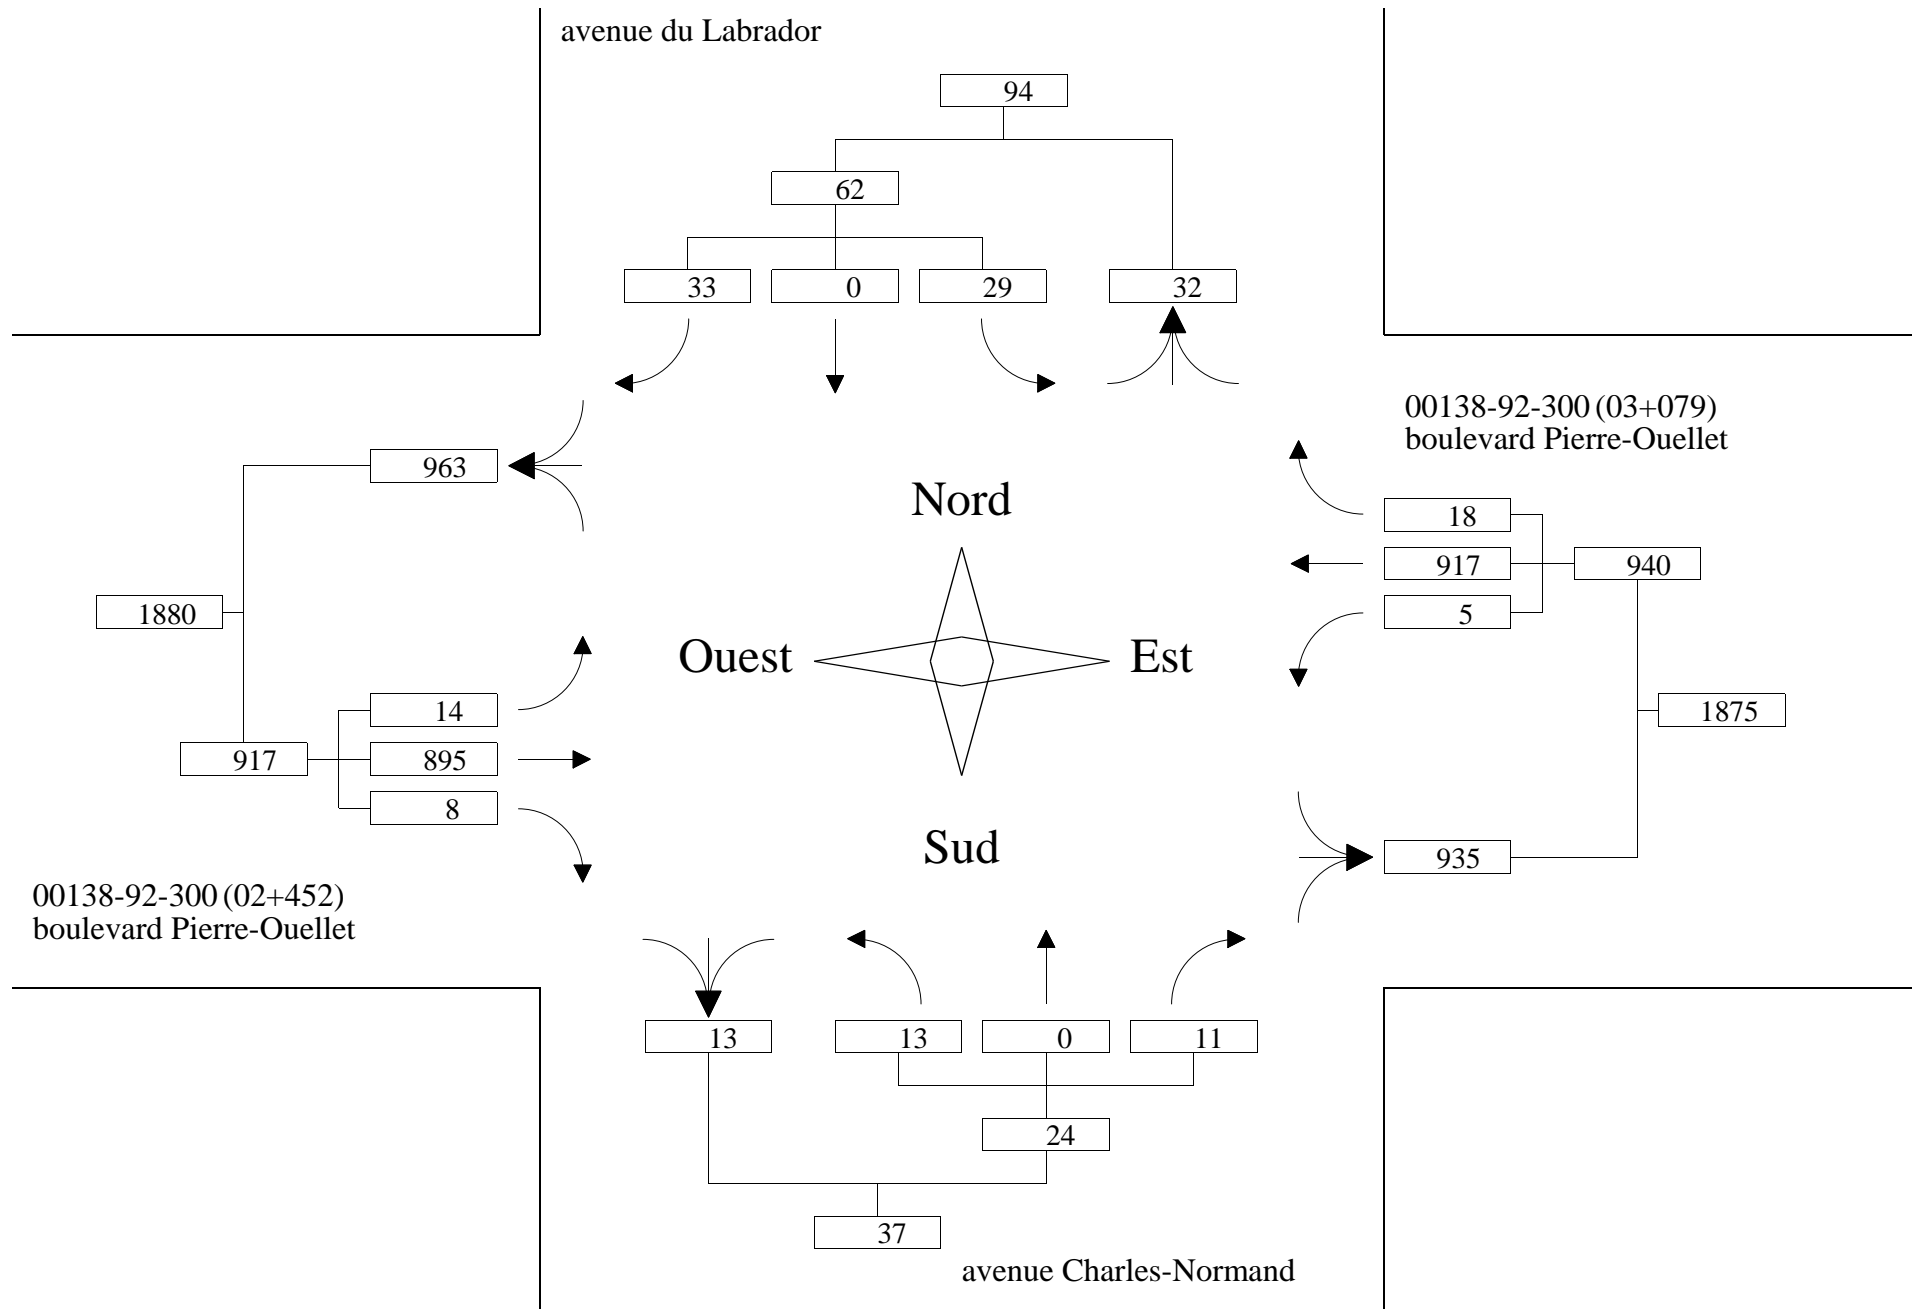 avenue du Labrador
94
62
33 0 29 32
00138-92-300 (03+079)
boulevard Pierre-Ouellet
963
Nord
18
917 940
1880
5
Ouest Est
14
1875
917 895
8
Sud
935
00138-92-300 (02+452)
boulevard Pierre-Ouellet
13 13 0 11
24
37
avenue Charles-Normand